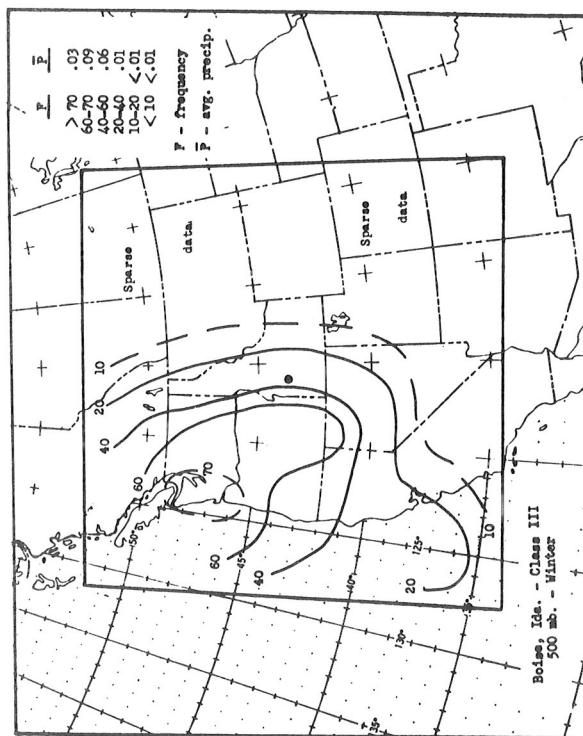 F P̅
> 70 .03
60-70 .09
40-60 .06
20-40 .01
10-20 <.01
< 10 <.01
F - frequency
P̅ - avg. precip.
Sparse
data
Sparse
data
10
20
40
60
70
60
40
20
10
50°
45°
40°
35°
125°
130°
135°
Boise, Ida. - Class III
500 mb. - Winter